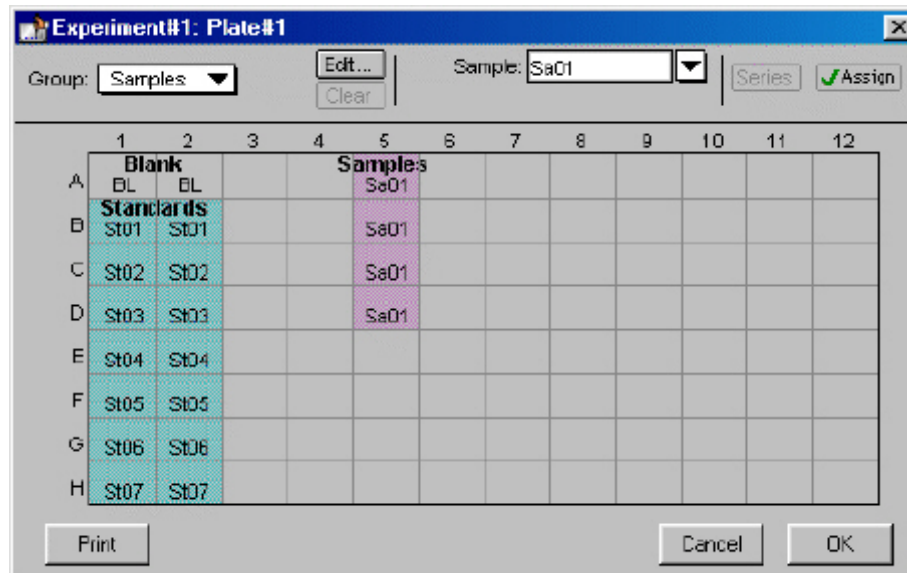 Experiment#1: Plate#1
Group: Samples Edit... Sample: Sa01 Series Assign
Clear
1 2 3 4 5 6 7 8 9 10 11 12
Blank Samples
A BL BL Sa01
Standards
B St01 St01 Sa01
C St02 St02 Sa01
D St03 St03 Sa01
E St04 St04
F St05 St05
G St06 St06
H St07 St07
Print Cancel OK